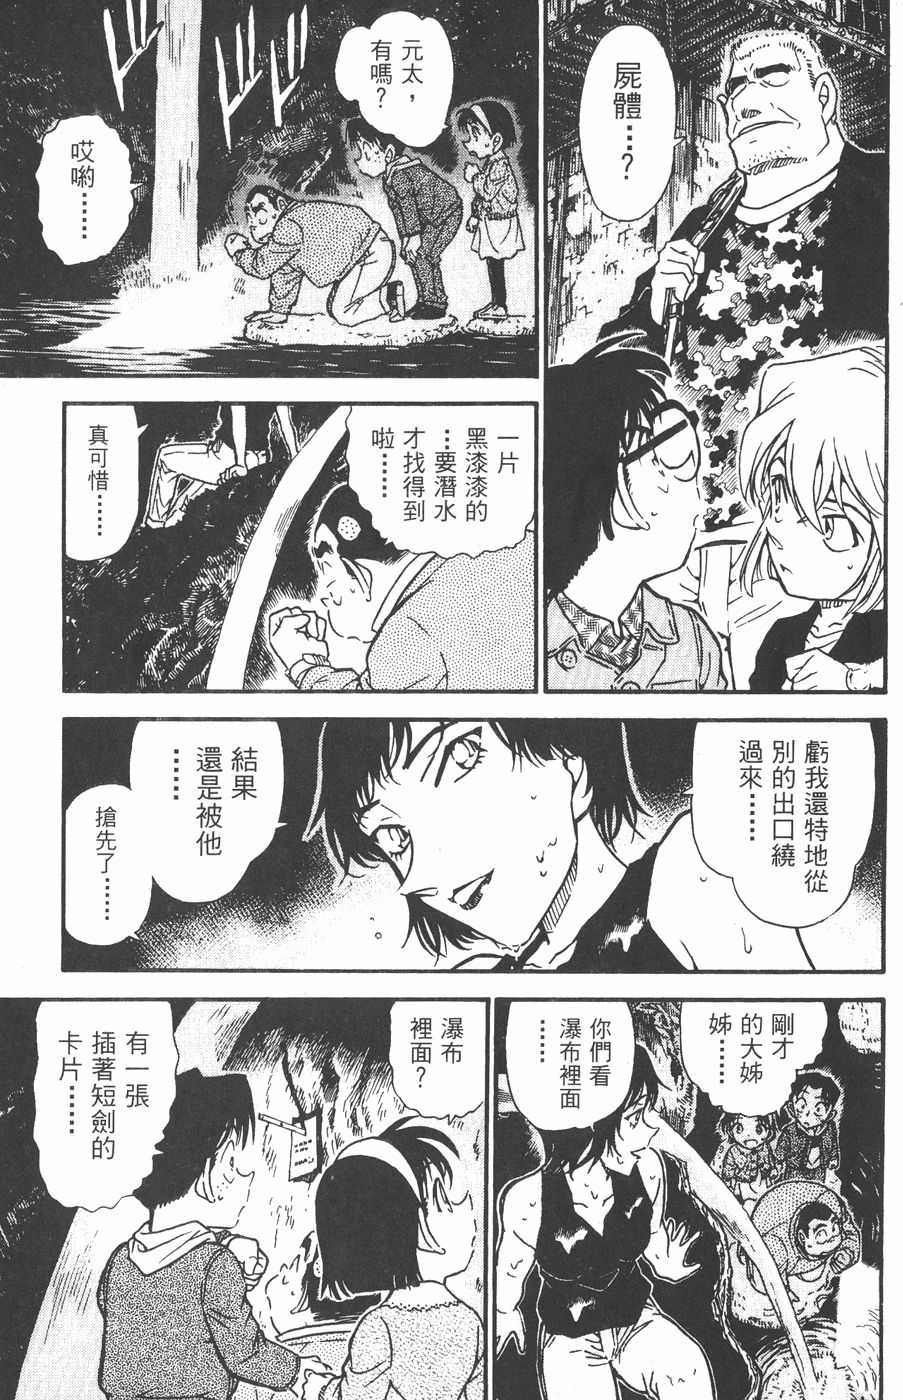 屍體…?
元太，
有嗎?
哎喲……
一片
黑漆漆的
…要潛水
才找得到
啦……
真可惜……
虧我還特地從
別的出口繞
過來……
結果
還是被他
……
搶先了……
剛才
的大姊
姊……
你們看
瀑布裡面
……
瀑布
裡面?
有一張
插著短劍的
卡片……